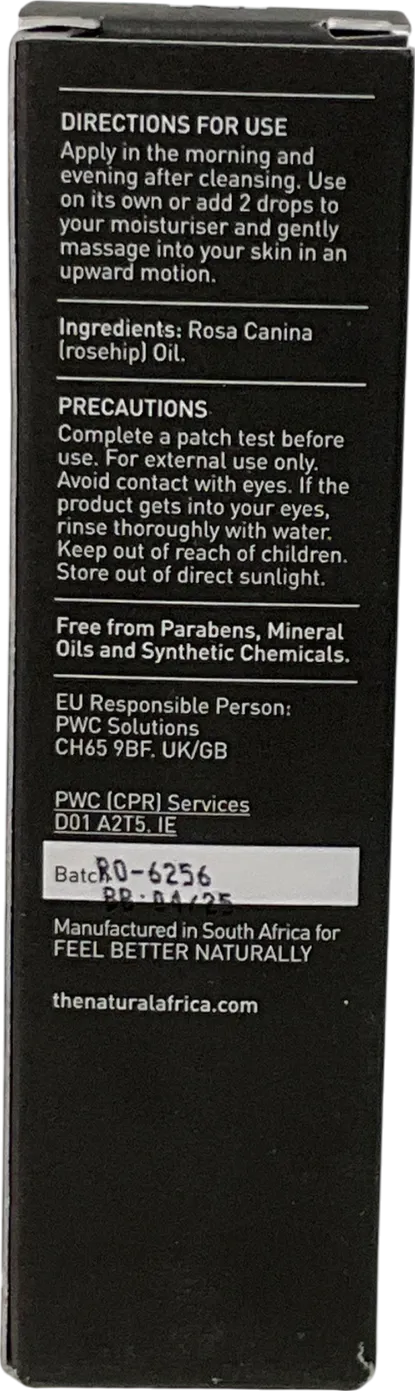 DIRECTIONS FOR USE
Apply in the morning and
evening after cleansing. Use
on its own or add 2 drops to
your moisturiser and gently
massage into your skin in an
upward motion.
Ingredients: Rosa Canina
(rosehip) Oil.
PRECAUTIONS
Complete a patch test before
use. For external use only.
Avoid contact with eyes. If the
product gets into your eyes,
rinse thoroughly with water.
Keep out of reach of children.
Store out of direct sunlight.
Free from Parabens, Mineral
Oils and Synthetic Chemicals.
EU Responsible Person:
PWC Solutions
CH65 9BF. UK/GB
PWC (CPR) Services
D01 A2T5. IE
Batch RO-6256
BB:04/25
Manufactured in South Africa for
FEEL BETTER NATURALLY
thenaturalafrica.com